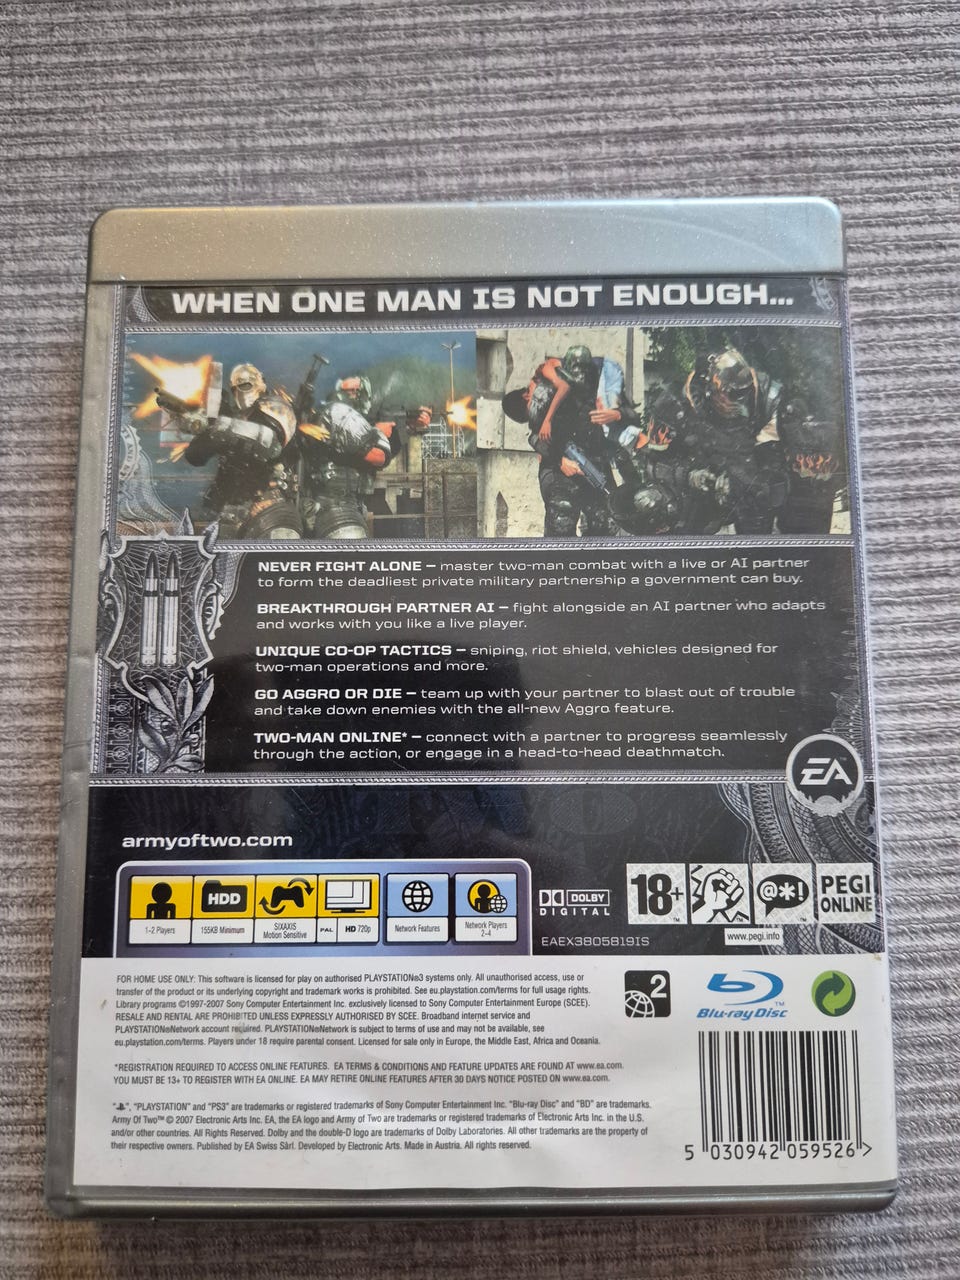 WHEN ONE MAN IS NOT ENOUGH...
NEVER FIGHT ALONE – master two-man combat with a live or AI partner
to form the deadliest private military partnership a government can buy.
BREAKTHROUGH PARTNER AI – fight alongside an AI partner who adapts
and works with you like a live player.
UNIQUE CO-OP TACTICS – sniping, riot shield, vehicles designed for
two-man operations and more.
GO AGGRO OR DIE – team up with your partner to blast out of trouble
and take down enemies with the all-new Aggro feature.
TWO-MAN ONLINE* – connect with a partner to progress seamlessly
through the action, or engage in a head-to-head deathmatch.
EA
TWO
armyoftwo.com
HDD
1-2 Players
155KB Minimum
SIXAXIS
Motion Sensitive
PAL HD 720p
Network Features
Network Players
2-4
DOLBY
DIGITAL
EAEX3805819IS
18+
@*!
PEGI
ONLINE
www.pegi.info
FOR HOME USE ONLY: This software is licensed for play on authorised PLAYSTATION®3 systems only. All unauthorised access, use or
transfer of the product or its underlying copyright and trademark works is prohibited. See eu.playstation.com/terms for full usage rights.
Library programs ©1997-2007 Sony Computer Entertainment Inc. exclusively licensed to Sony Computer Entertainment Europe (SCEE).
RESALE AND RENTAL ARE PROHIBITED UNLESS EXPRESSLY AUTHORISED BY SCEE. Broadband internet service and
PLAYSTATION®Network account required. PLAYSTATION®Network is subject to terms of use and may not be available, see
eu.playstation.com/terms. Players under 18 require parental consent. Licensed for sale only in Europe, the Middle East, Africa and Oceania.
2
Blu-ray Disc™
*REGISTRATION REQUIRED TO ACCESS ONLINE FEATURES. EA TERMS & CONDITIONS AND FEATURE UPDATES ARE FOUND AT www.ea.com.
YOU MUST BE 13+ TO REGISTER WITH EA ONLINE. EA MAY RETIRE ONLINE FEATURES AFTER 30 DAYS NOTICE POSTED ON www.ea.com.
"", "PLAYSTATION" and "PS3" are trademarks or registered trademarks of Sony Computer Entertainment Inc. "Blu-ray Disc" and "BD" are trademarks.
Army Of Two™ © 2007 Electronic Arts Inc. EA, the EA logo and Army of Two are trademarks or registered trademarks of Electronic Arts Inc. in the U.S.
and/or other countries. All Rights Reserved. Dolby and the double-D logo are trademarks of Dolby Laboratories. All other trademarks are the property of
their respective owners. Published by EA Swiss Sàrl. Developed by Electronic Arts. Made in Austria. All rights reserved.
5 030942 059526 >